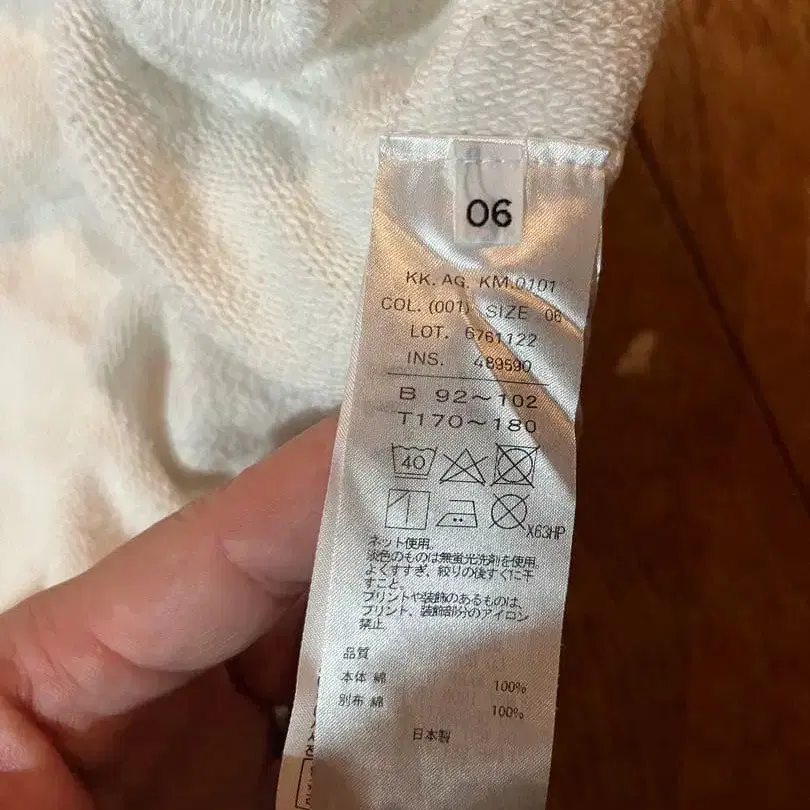 06
KK. AG. KM.0101
COL. (001) SIZE 06
LOT. 6761122
INS. 489590
B 92〜102
T170〜180
40
X63HP
ネット使用。
淡色のものは無蛍光洗剤を使用。
よくすすぎ、絞りの後すぐに干
すこと。
プリントや装飾のあるものは、
プリント、装飾部分のアイロン
禁止。
品質
本体 綿 100%
別布 綿 100%
日本製